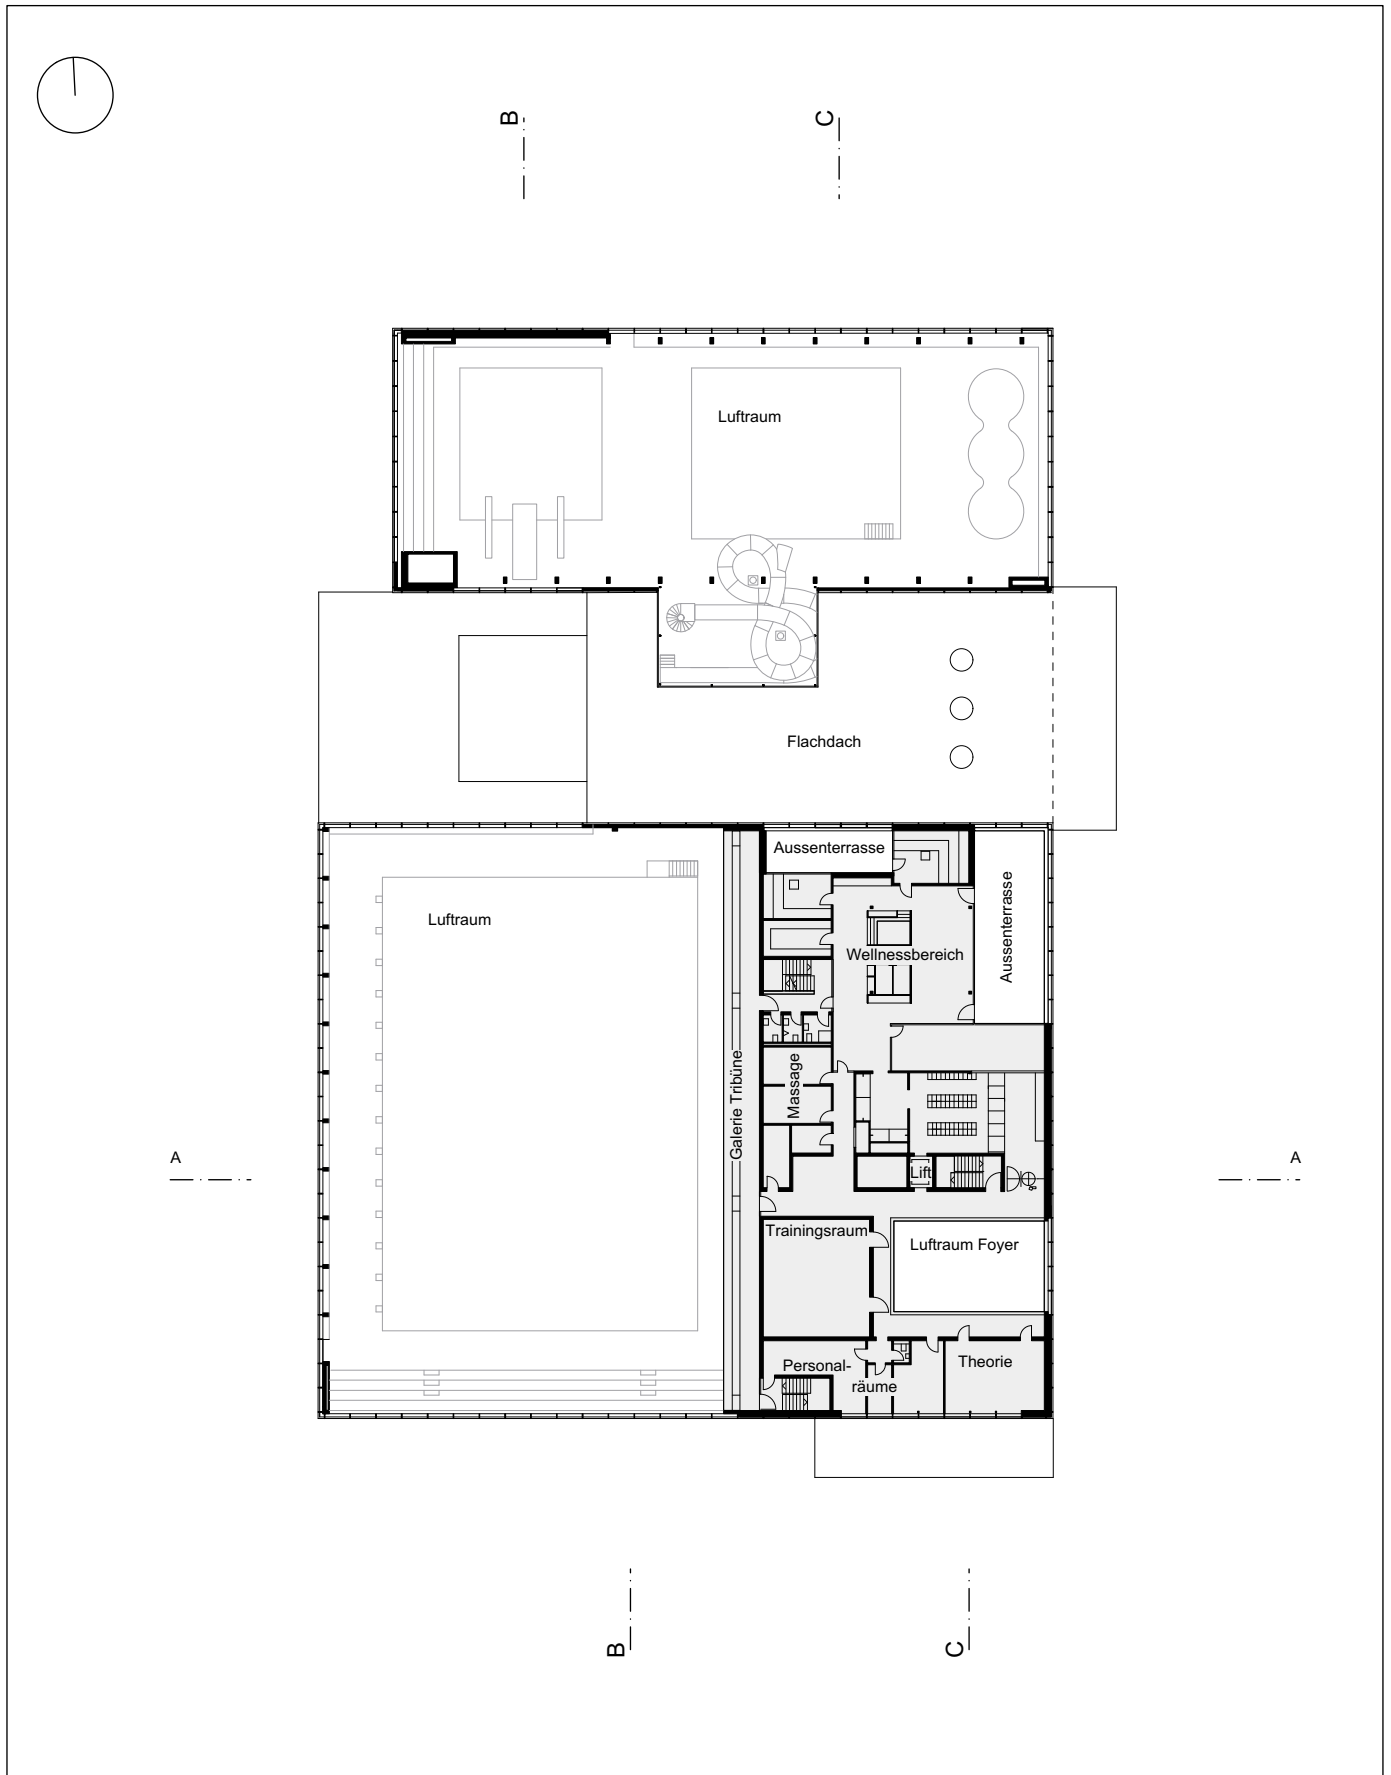 B
C
Luftraum
Flachdach
Aussenterrasse
Aussenterrasse
Luftraum
Wellnessbereich
Galerie Tribüne
Massage
A
A
Lift
Trainingsraum
Luftraum Foyer
Personal-
räume
Theorie
B
C